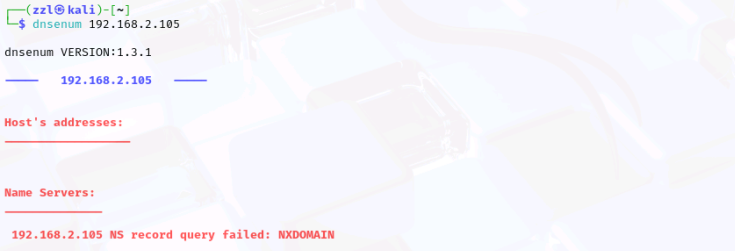 ┌──(zzl㉿kali)-[~]
└─$ dnsenum 192.168.2.105
dnsenum VERSION:1.3.1
-----   192.168.2.105   -----
Host's addresses:
__________________
Name Servers:
______________
192.168.2.105 NS record query failed: NXDOMAIN